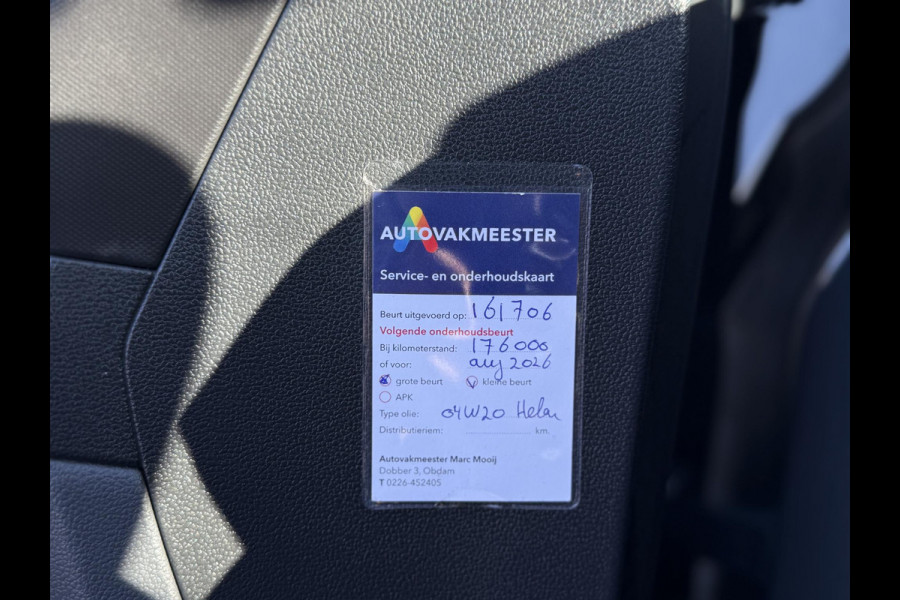 AUTOVAKMEESTER
Service- en onderhoudskaart
Beurt uitgevoerd op: 161706
Volgende onderhoudsbeurt
Bij kilometerstand: 176000
of voor: aug 2026
grote beurt kleine beurt
APK
Type olie: 04W20
Distributieriem: km.
Autovakmeester Marc Mooij
Dobber 3, Obdam
T 0226-452405